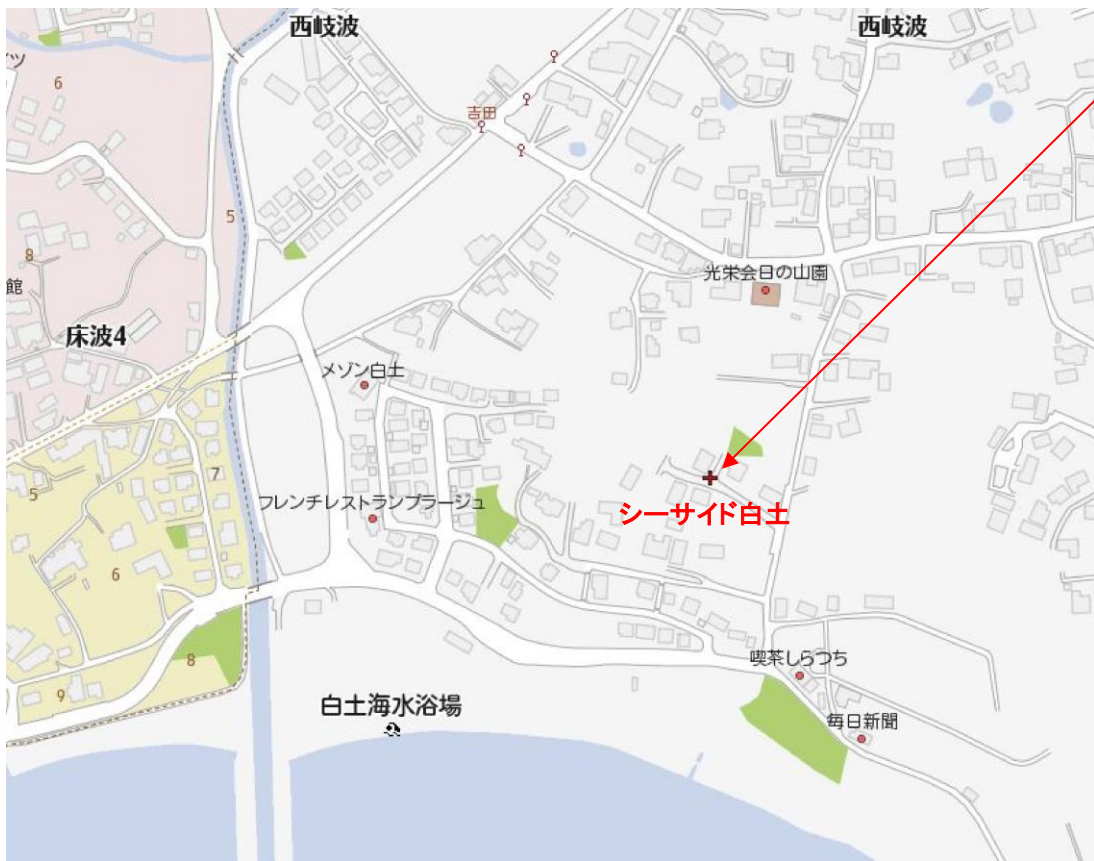 西岐波
西岐波
ツ
6
吉田
5
8
館
光栄会日の山園
床波4
メゾン白土
7
5
フレンチレストランプラージュ
シーサイド白土
6
喫茶しらつち
8
9
白土海水浴場
毎日新聞